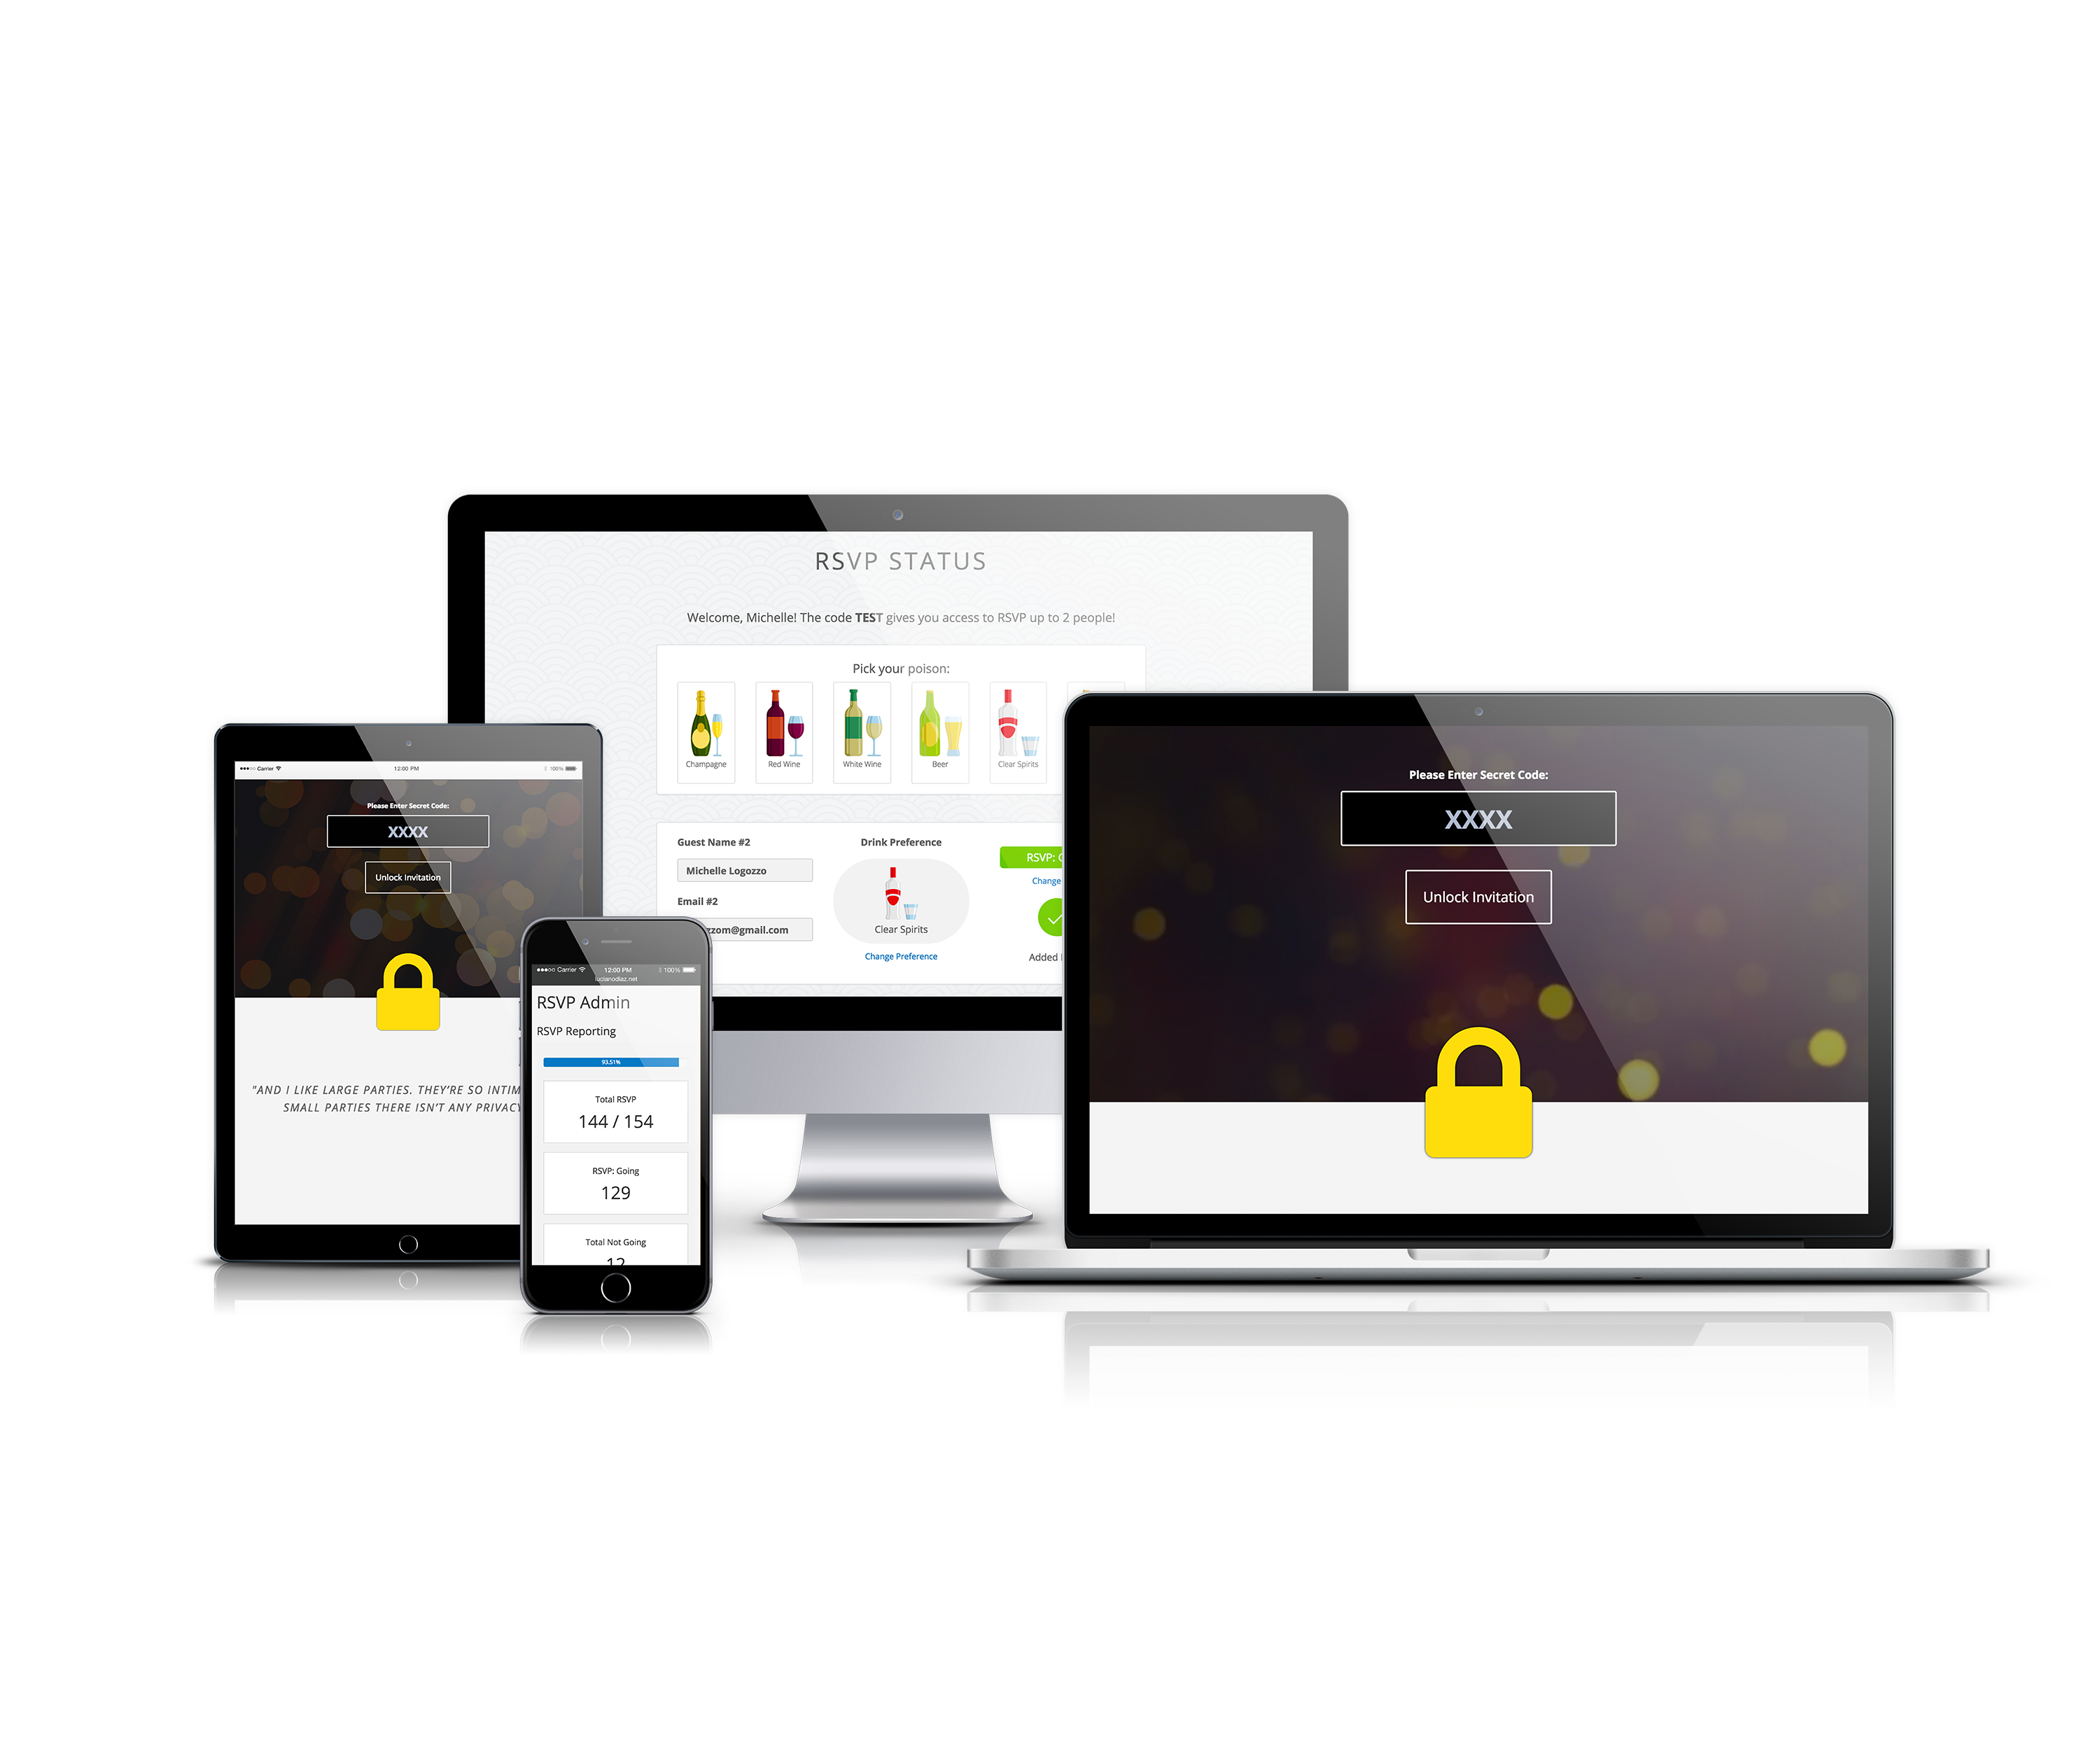 RSVP STATUS
Welcome, Michelle! The code TEST gives you access to RSVP up to 2 people!
Pick your poison:
Champagne
Red Wine
White Wine
Beer
Clear Spirits
Guest Name #2
Michelle Logozzo
Email #2
zzom@gmail.com
Drink Preference
Clear Spirits
Change Preference
RSVP:
Change
Added
●●●○○ Carrier 12:00 PM 100%
Please Enter Secret Code:
XXXX
Unlock Invitation
"AND I LIKE LARGE PARTIES. THEY'RE SO INTIM
SMALL PARTIES THERE ISN'T ANY PRIVACY
●●●○○ Carrier 12:00 PM 100%
lucianodiaz.net
RSVP Admin
RSVP Reporting
93.51%
Total RSVP
144 / 154
RSVP: Going
129
Total Not Going
12
Please Enter Secret Code:
XXXX
Unlock Invitation